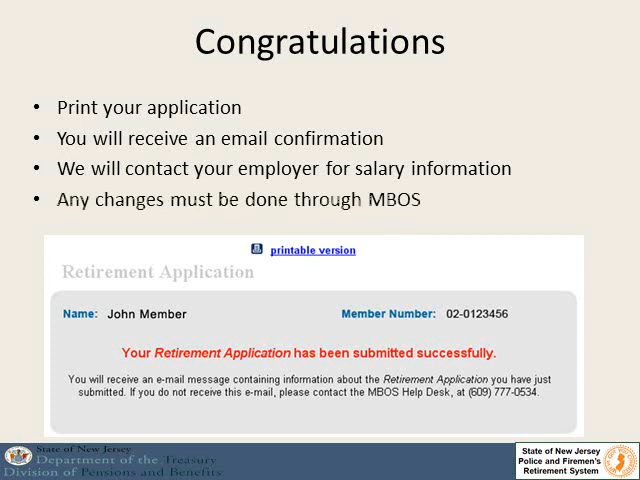 Congratulations
• Print your application
• You will receive an email confirmation
• We will contact your employer for salary information
• Any changes must be done through MBOS
printable version
Retirement Application
Name: John Member Member Number: 02-0123456
Your Retirement Application has been submitted successfully.
You will receive an e-mail message containing information about the Retirement Application you have just
submitted. If you do not receive this e-mail, please contact the MBOS Help Desk, at (609) 777-0534.
State of New Jersey
Department of the Treasury
Division of Pensions and Benefits
State of New Jersey
Police and Firemen's
Retirement System